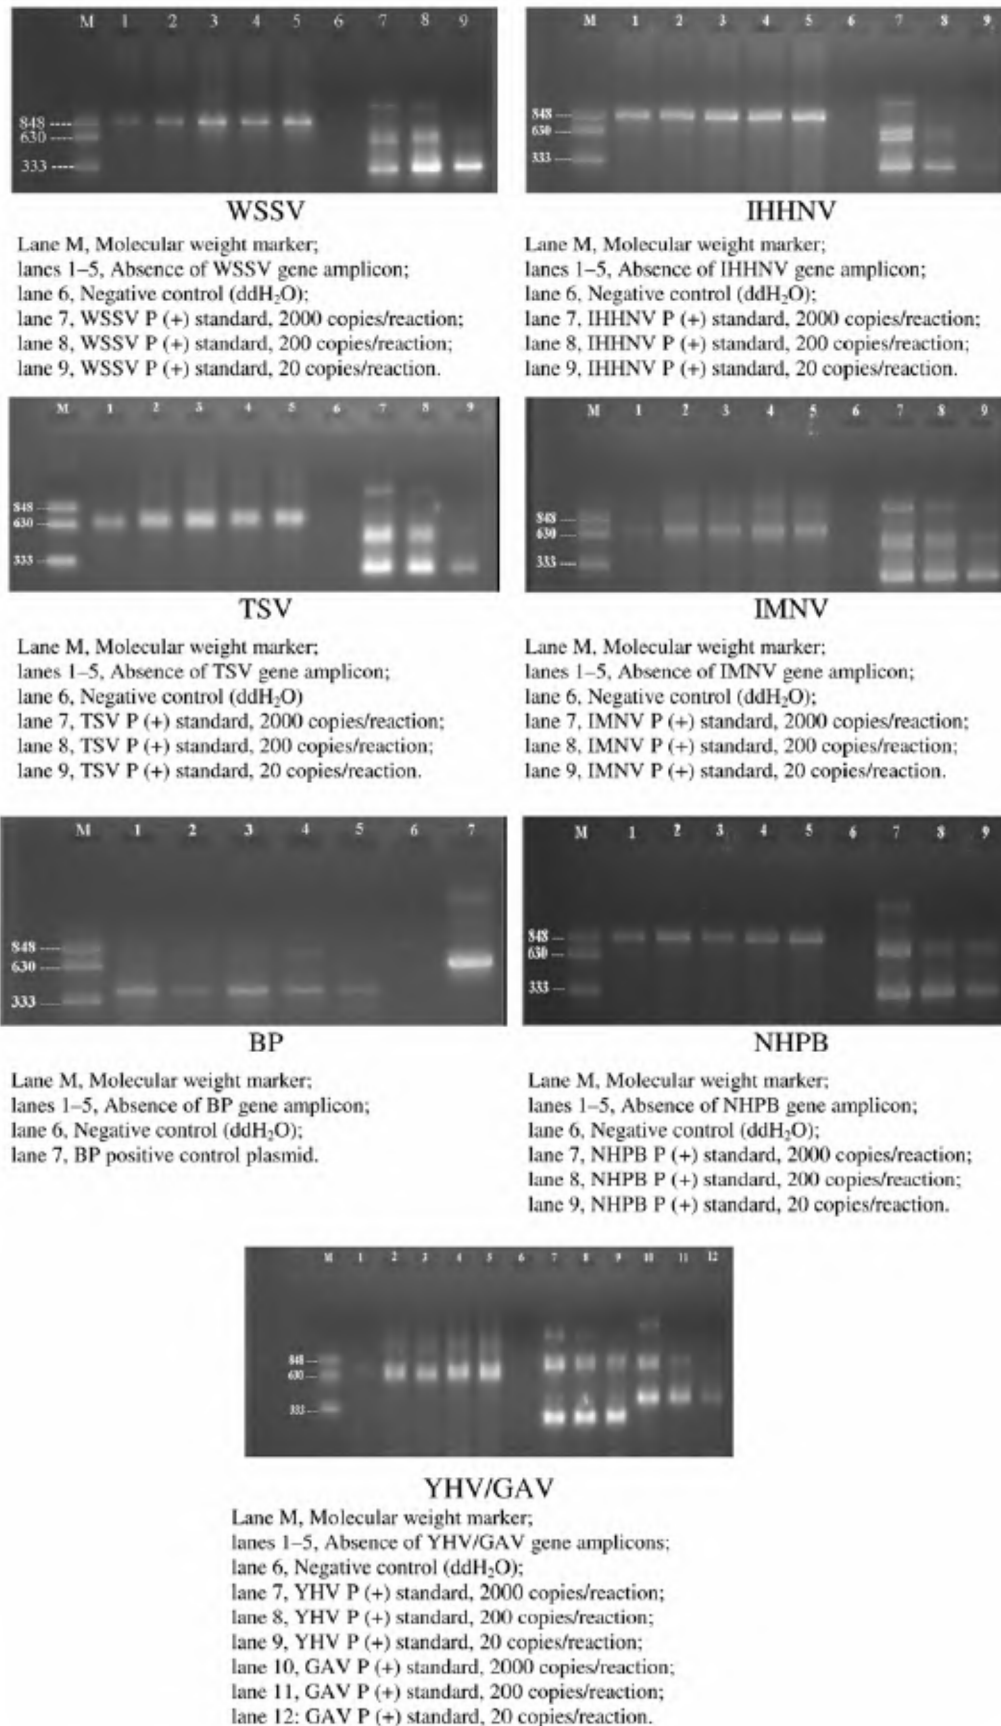 M 1 2 3 4 5 6 7 8 9
848 ----
630 ----
333 ----
WSSV
Lane M, Molecular weight marker;
lanes 1–5, Absence of WSSV gene amplicon;
lane 6, Negative control (ddH₂O);
lane 7, WSSV P (+) standard, 2000 copies/reaction;
lane 8, WSSV P (+) standard, 200 copies/reaction;
lane 9, WSSV P (+) standard, 20 copies/reaction.
M 1 2 3 4 5 6 7 8 9
848 ---
630 ---
333 ---
IHHNV
Lane M, Molecular weight marker;
lanes 1–5, Absence of IHHNV gene amplicon;
lane 6, Negative control (ddH₂O);
lane 7, IHHNV P (+) standard, 2000 copies/reaction;
lane 8, IHHNV P (+) standard, 200 copies/reaction;
lane 9, IHHNV P (+) standard, 20 copies/reaction.
M 1 2 3 4 5 6 7 8 9
848 ---
630 ---
333 ---
TSV
Lane M, Molecular weight marker;
lanes 1–5, Absence of TSV gene amplicon;
lane 6, Negative control (ddH₂O)
lane 7, TSV P (+) standard, 2000 copies/reaction;
lane 8, TSV P (+) standard, 200 copies/reaction;
lane 9, TSV P (+) standard, 20 copies/reaction.
M 1 2 3 4 5 6 7 8 9
848 ---
630 ---
333 ---
IMNV
Lane M, Molecular weight marker;
lanes 1–5, Absence of IMNV gene amplicon;
lane 6, Negative control (ddH₂O);
lane 7, IMNV P (+) standard, 2000 copies/reaction;
lane 8, IMNV P (+) standard, 200 copies/reaction;
lane 9, IMNV P (+) standard, 20 copies/reaction.
M 1 2 3 4 5 6 7
848 ----
630 ----
333 ----
BP
Lane M, Molecular weight marker;
lanes 1–5, Absence of BP gene amplicon;
lane 6, Negative control (ddH₂O);
lane 7, BP positive control plasmid.
M 1 2 3 4 5 6 7 8 9
848 --
630 --
333 --
NHPB
Lane M, Molecular weight marker;
lanes 1–5, Absence of NHPB gene amplicon;
lane 6, Negative control (ddH₂O);
lane 7, NHPB P (+) standard, 2000 copies/reaction;
lane 8, NHPB P (+) standard, 200 copies/reaction;
lane 9, NHPB P (+) standard, 20 copies/reaction.
M 1 2 3 4 5 6 7 8 9 10 11 12
848 ---
630 ---
333 ---
YHV/GAV
Lane M, Molecular weight marker;
lanes 1–5, Absence of YHV/GAV gene amplicons;
lane 6, Negative control (ddH₂O);
lane 7, YHV P (+) standard, 2000 copies/reaction;
lane 8, YHV P (+) standard, 200 copies/reaction;
lane 9, YHV P (+) standard, 20 copies/reaction;
lane 10, GAV P (+) standard, 2000 copies/reaction;
lane 11, GAV P (+) standard, 200 copies/reaction;
lane 12: GAV P (+) standard, 20 copies/reaction.